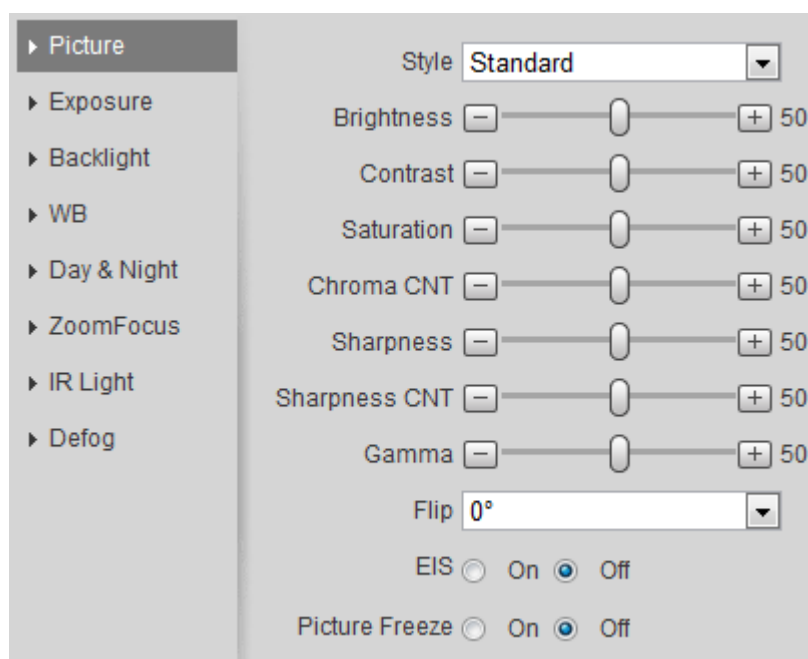 Picture
Exposure
Backlight
WB
Day & Night
ZoomFocus
IR Light
Defog
Style Standard
Brightness 50
Contrast 50
Saturation 50
Chroma CNT 50
Sharpness 50
Sharpness CNT 50
Gamma 50
Flip 0°
EIS On Off
Picture Freeze On Off